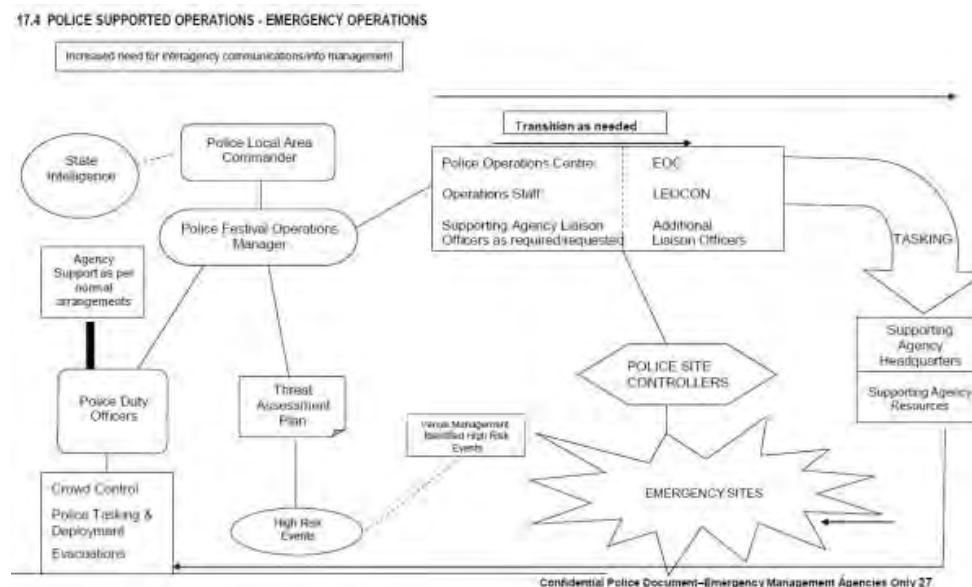 17.4 POLICE SUPPORTED OPERATIONS - EMERGENCY OPERATIONS
Increased need for interagency communications/info management
Transition as needed
Police Local Area
Commander
State
Intelligence
Police Operations Centre
EOC
Operations Staff
LEOCON
Supporting Agency Liaison
Officers as required/requested
Additional
Liaison Officers
Police Festival Operations
Manager
TASKING
Agency
Support as per
normal
arrangements
Supporting
Agency
Headquarters
Supporting Agency
Resources
POLICE SITE
CONTROLLERS
Police Duty
Officers
Threat
Assessment
Plan
Venue Management
Identified High Risk
Events
Crowd Control
Police Tasking &
Deployment
Evacuations
High Risk
Events
EMERGENCY SITES
Confidential Police Document–Emergency Management Agencies Only 27